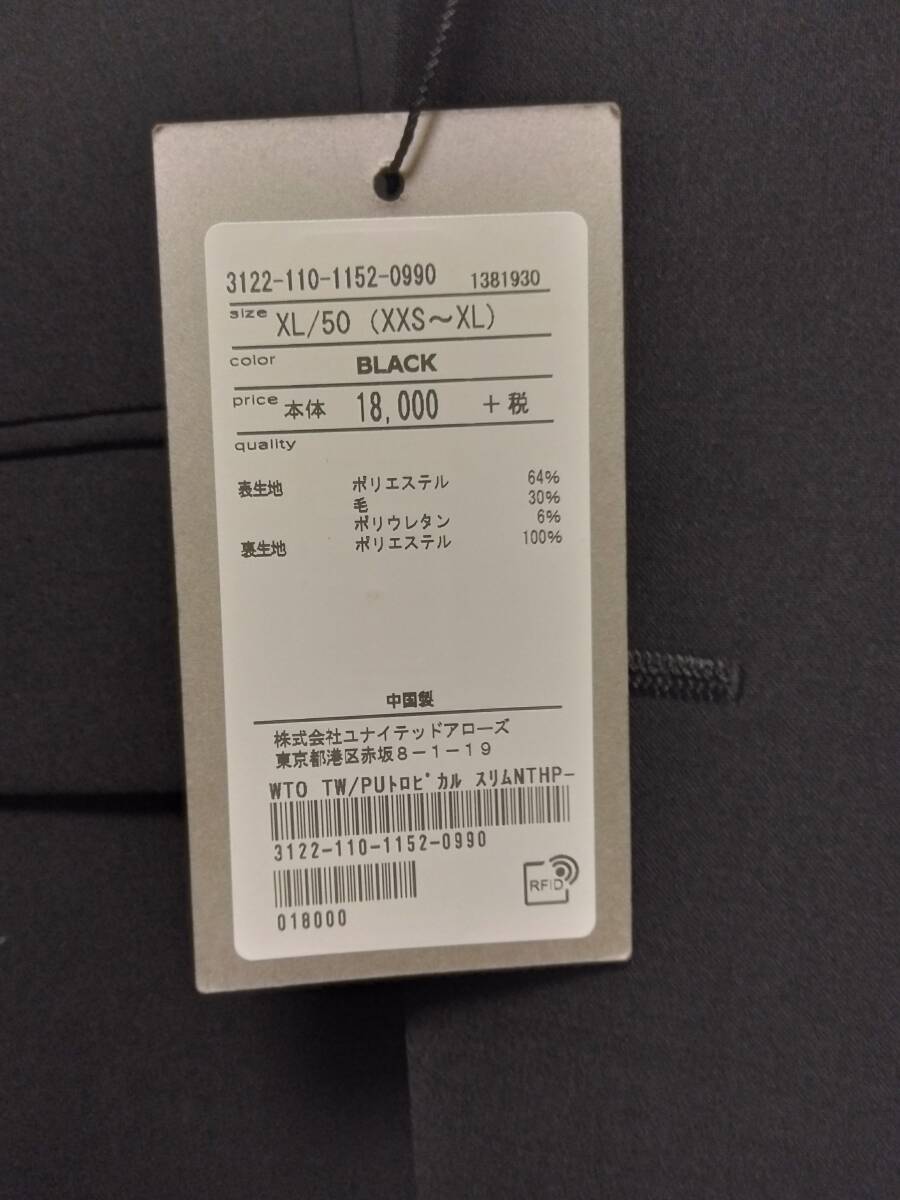 3122-110-1152-0990 1381930
size XL/50 (XXS〜XL)
color BLACK
price 本体 18,000 +税
quality
表生地 ポリエステル 64%
毛 30%
ポリウレタン 6%
裏生地 ポリエステル 100%
中国製
株式会社ユナイテッドアローズ
東京都港区赤坂8-1-19
WTO TW/PUトロピカル スリムNTHP-
3122-110-1152-0990
018000
RFID